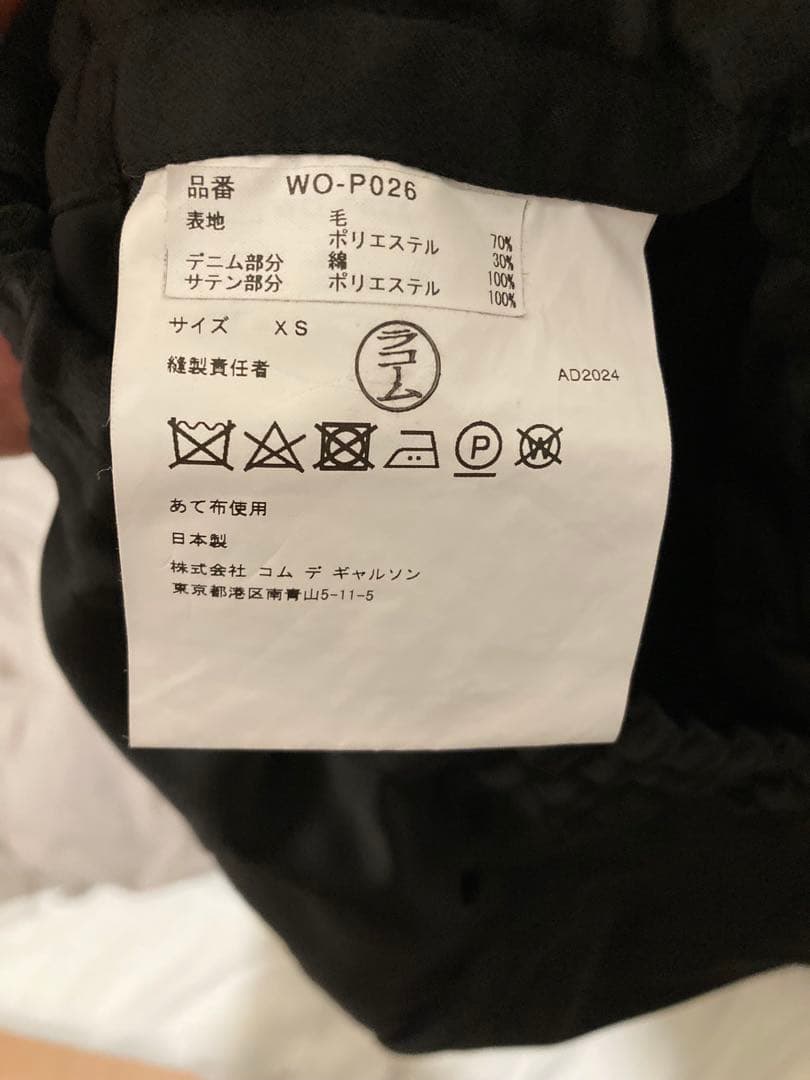 品番 WO-P026
表地 毛 70%
ポリエステル 30%
デニム部分 綿 100%
サテン部分 ポリエステル 100%
サイズ XS
縫製責任者 ラコーム
AD2024
P W
あて布使用
日本製
株式会社 コム デ ギャルソン
東京都港区南青山5-11-5